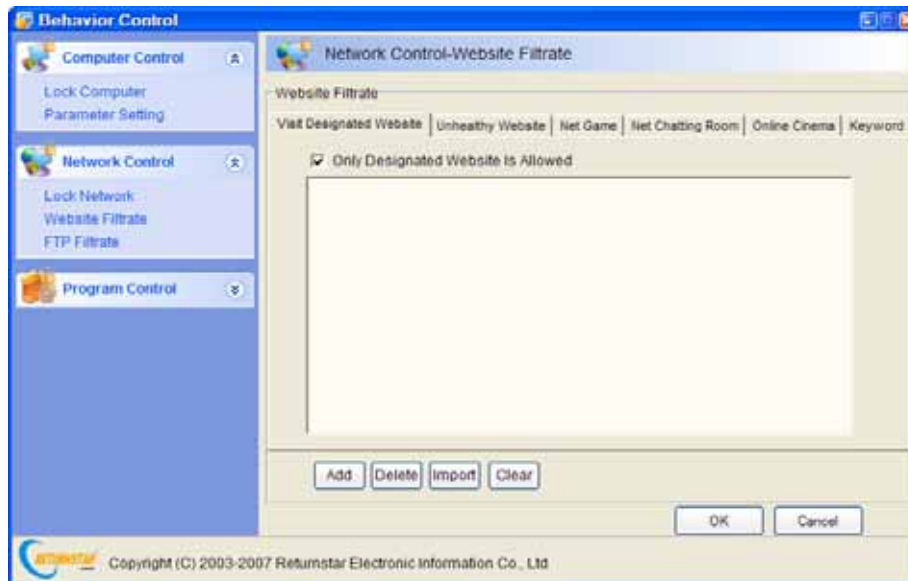 Behavior Control
Computer Control
Lock Computer
Parameter Setting
Network Control
Lock Network
Website Filtrate
FTP Filtrate
Program Control
Network Control-Website Filtrate
Website Filtrate
Visit Designated Website Unhealthy Website Net Game Net Chatting Room Online Cinema Keyword
Only Designated Website Is Allowed
Add Delete Import Clear
OK Cancel
RETURNSTAR
Copyright (C) 2003-2007 Returnstar Electronic Information Co., Ltd